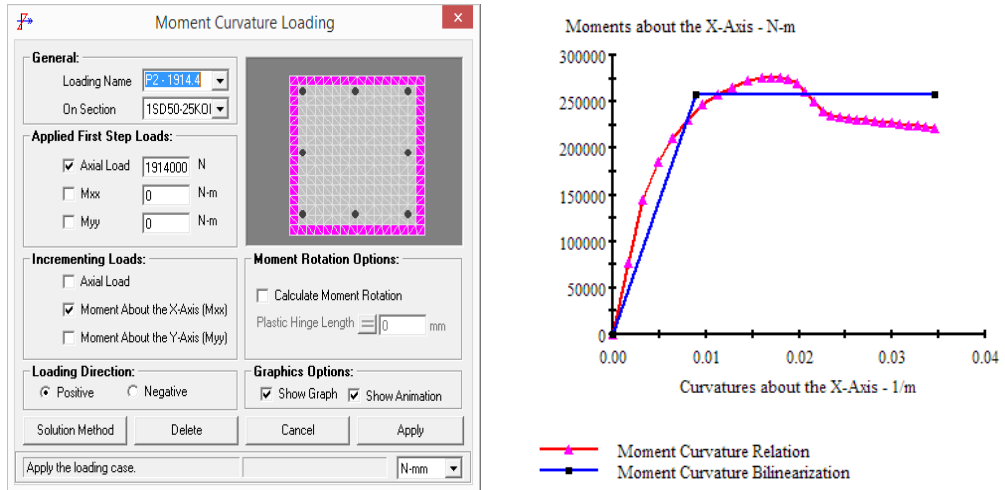 Moment Curvature Loading
x
General:
Loading Name P2 - 1914.4
On Section 1SD50-25KOI
Applied First Step Loads:
Axial Load 1914000 N
Mxx 0 N-m
Myy 0 N-m
Incrementing Loads:
Axial Load
Moment About the X-Axis (Mxx)
Moment About the Y-Axis (Myy)
Moment Rotation Options:
Calculate Moment Rotation
Plastic Hinge Length = 0 mm
Loading Direction:
Positive Negative
Graphics Options:
Show Graph Show Animation
Solution Method Delete Cancel Apply
Apply the loading case. N-mm
Moments about the X-Axis - N-m
300000
250000
200000
150000
100000
50000
0
0.00 0.01 0.02 0.03 0.04
Curvatures about the X-Axis - 1/m
Moment Curvature Relation
Moment Curvature Bilinearization